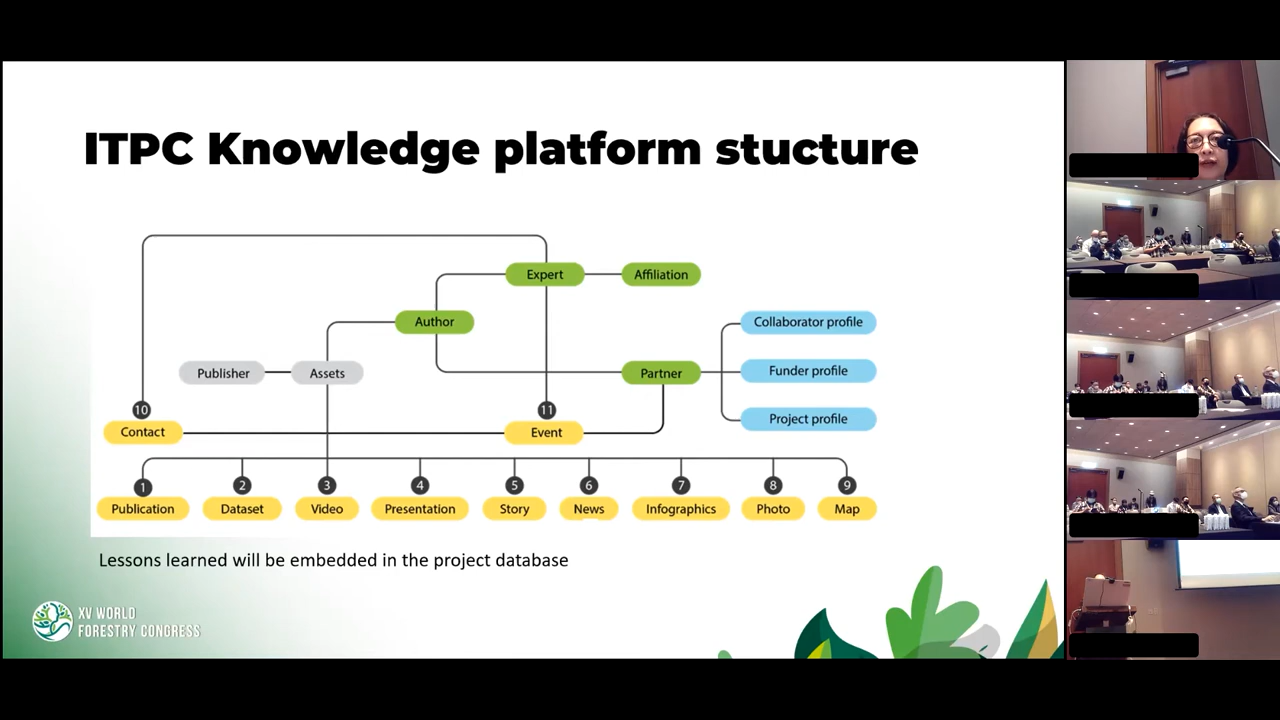 ITPC Knowledge platform stucture
Expert
Affiliation
Author
Collaborator profile
Publisher
Assets
Partner
Funder profile
10
11
Project profile
Contact
Event
1
2
3
4
5
6
7
8
9
Publication
Dataset
Video
Presentation
Story
News
Infographics
Photo
Map
Lessons learned will be embedded in the project database
XV WORLD
FORESTRY CONGRESS